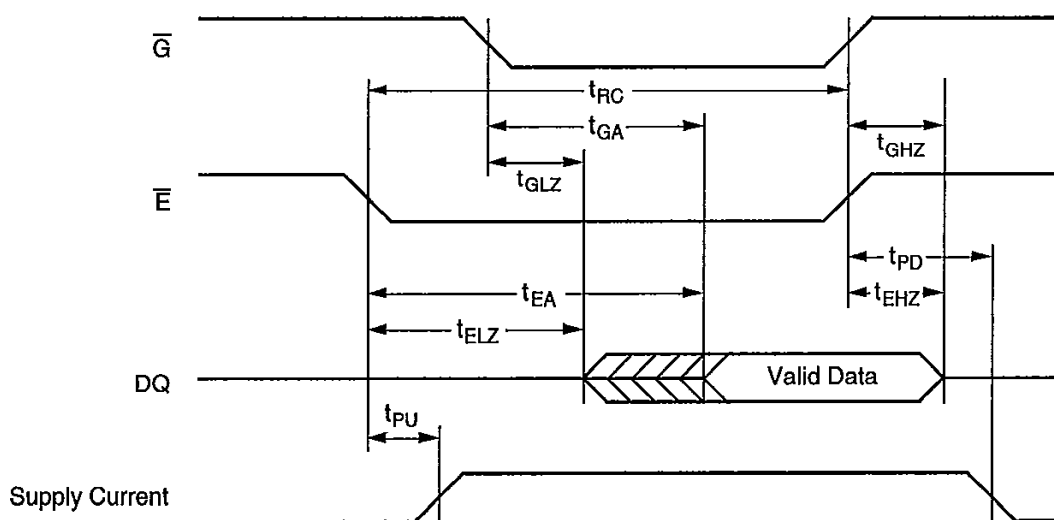 G̅
tRC
tGA
tGHZ
tGLZ
E̅
tPD
tEA
tEHZ
tELZ
DQ
Valid Data
tPU
Supply Current